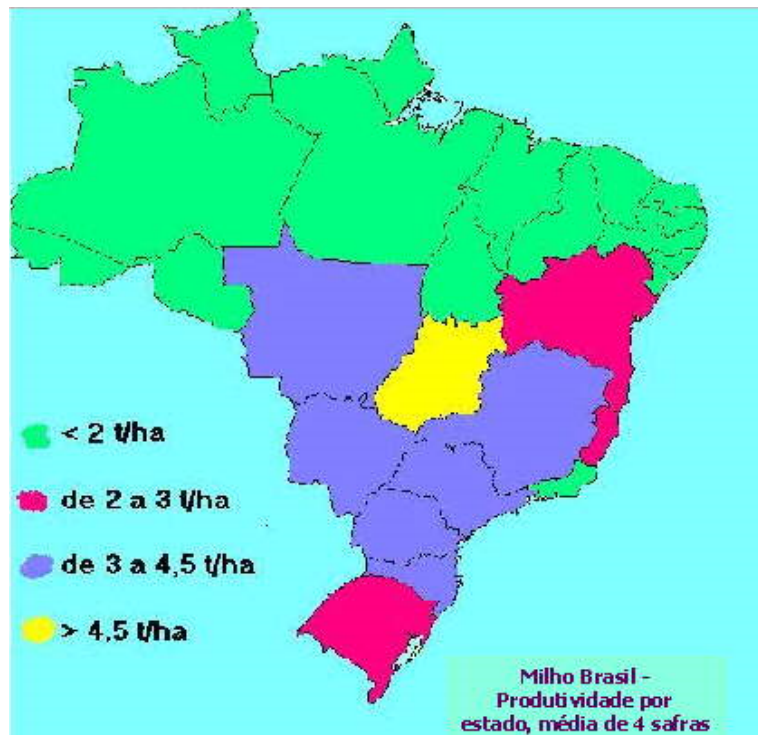 < 2 t/ha
de 2 a 3 t/ha
de 3 a 4,5 t/ha
> 4,5 t/ha
Milho Brasil -
Produtividade por
estado, média de 4 safras